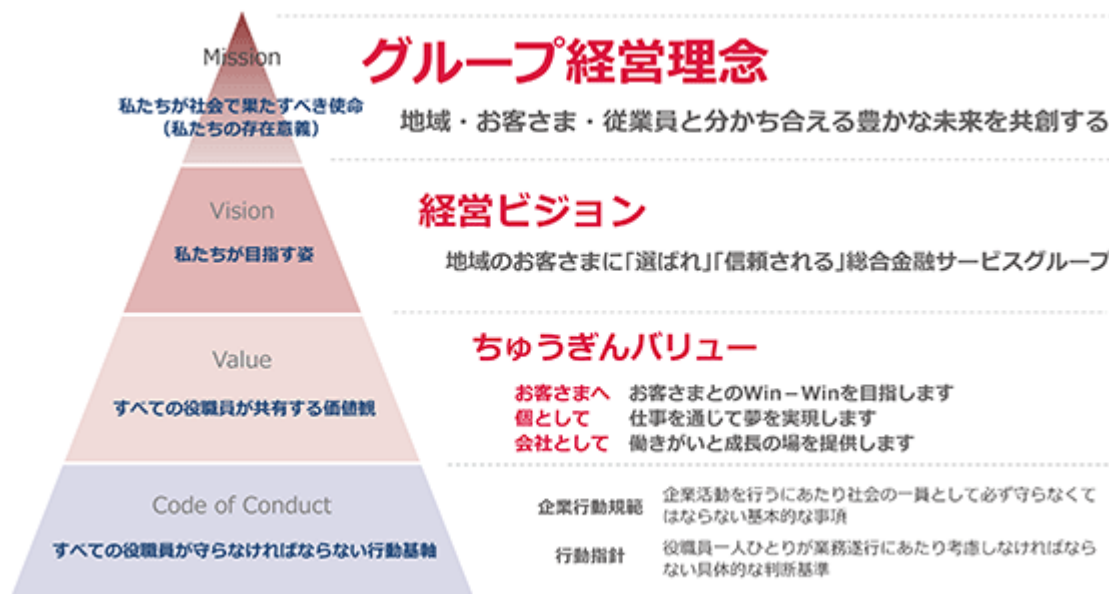 Mission
私たちが社会で果たすべき使命
（私たちの存在意義）
グループ経営理念
地域・お客さま・従業員と分かち合える豊かな未来を共創する
Vision
私たちが目指す姿
経営ビジョン
地域のお客さまに「選ばれ」「信頼される」総合金融サービスグループ
Value
すべての役職員が共有する価値観
ちゅうぎんバリュー
お客さまへ お客さまとのWin－Winを目指します
個として 仕事を通じて夢を実現します
会社として 働きがいと成長の場を提供します
Code of Conduct
すべての役職員が守らなければならない行動基軸
企業行動規範 企業活動を行うにあたり社会の一員として必ず守らなくて
はならない基本的な事項
行動指針 役職員一人ひとりが業務遂行にあたり考慮しなければなら
ない具体的な判断基準